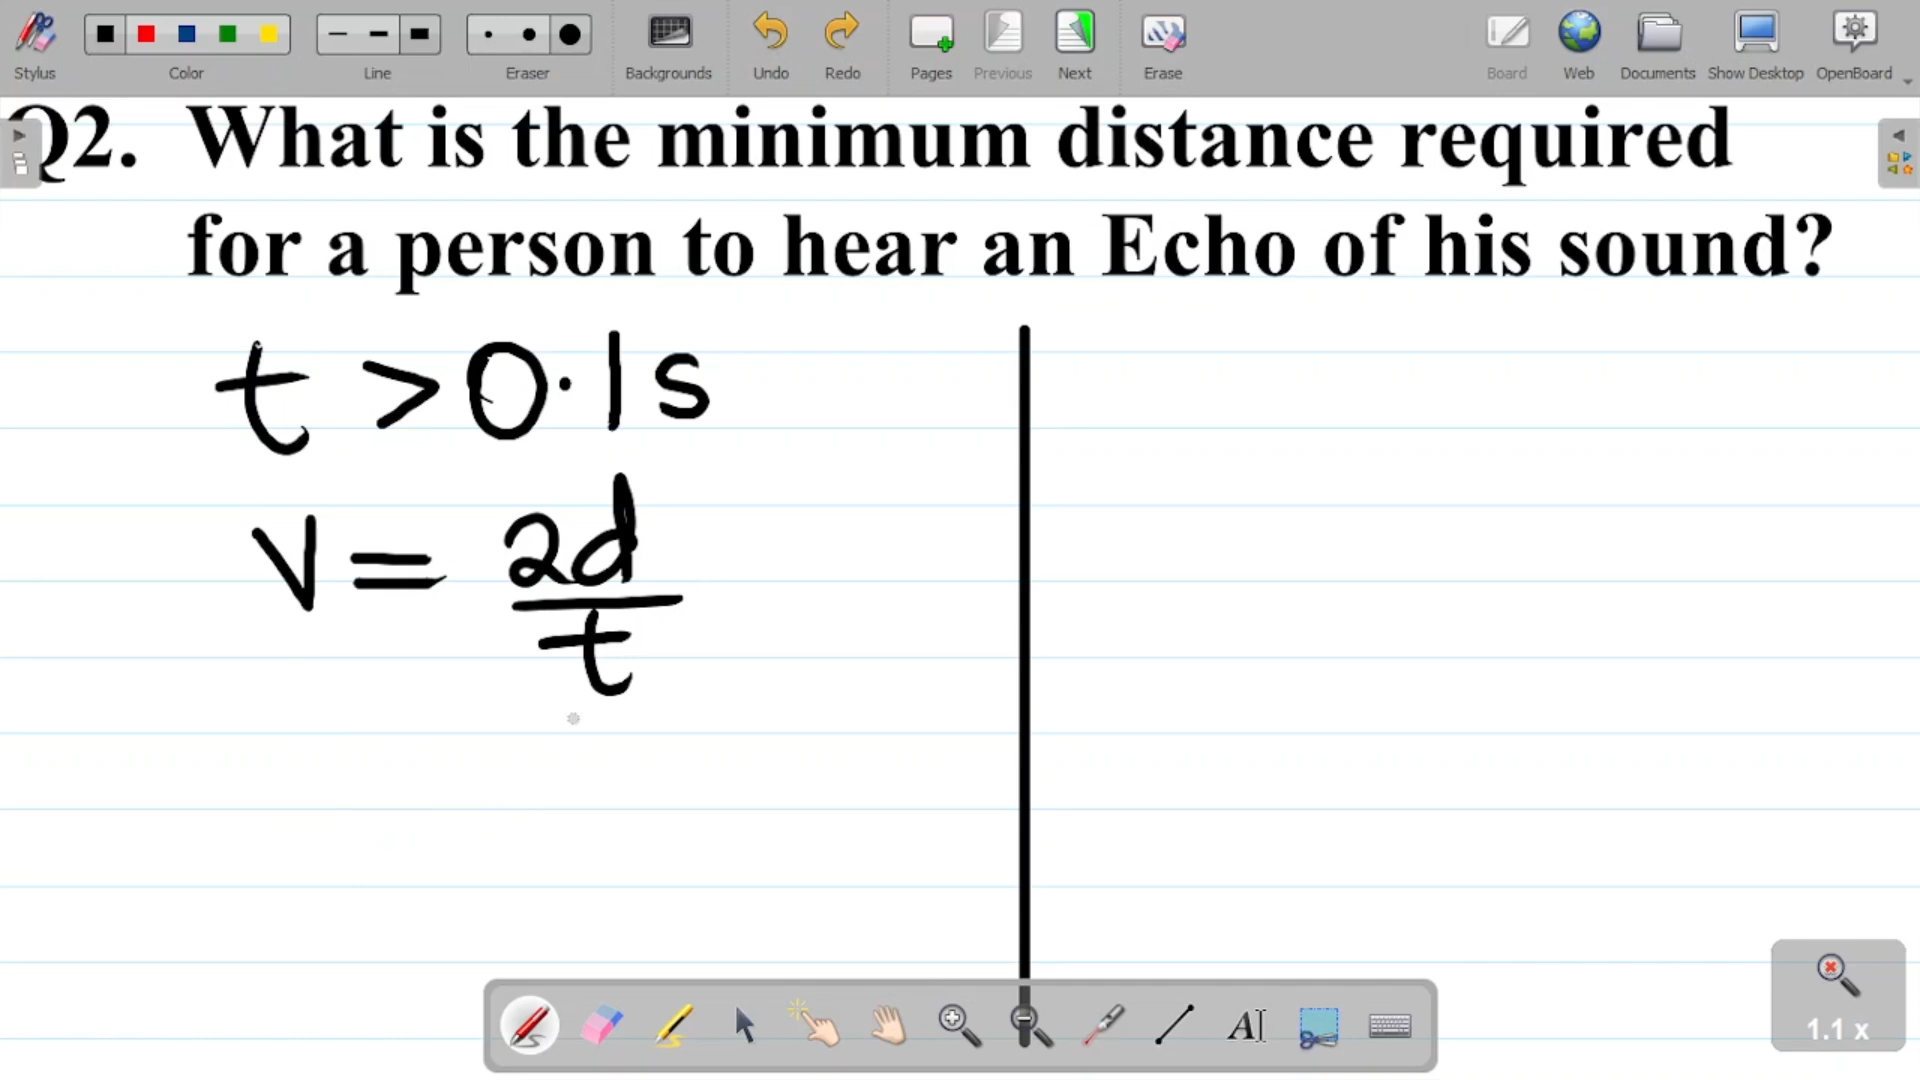 Stylus Color Line Eraser Backgrounds Undo Redo Pages Previous Next Erase Board Web Documents Show Desktop OpenBoard
Q2. What is the minimum distance required
for a person to hear an Echo of his sound?
t > 0.1 s
V = 2d
t
1.1 x